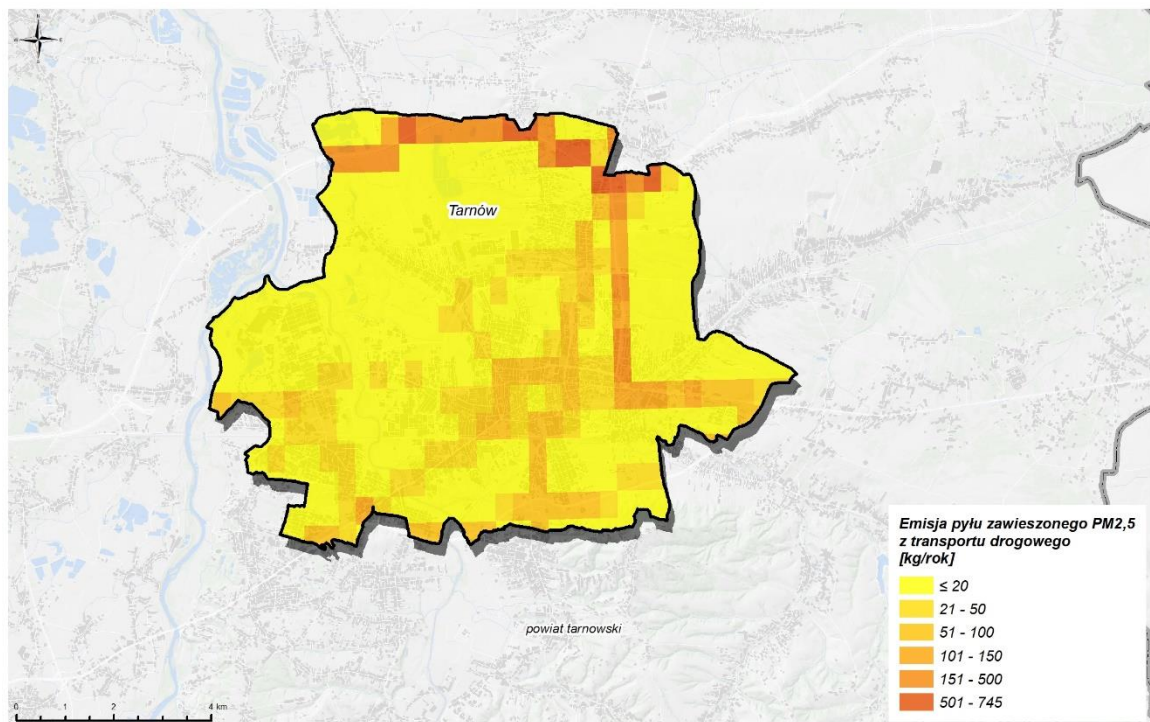 Tarnów
powiat tarnowski
Emisja pyłu zawieszonego PM2,5
z transportu drogowego
[kg/rok]
≤ 20
21 - 50
51 - 100
101 - 150
151 - 500
501 - 745
0 1 2 4 km